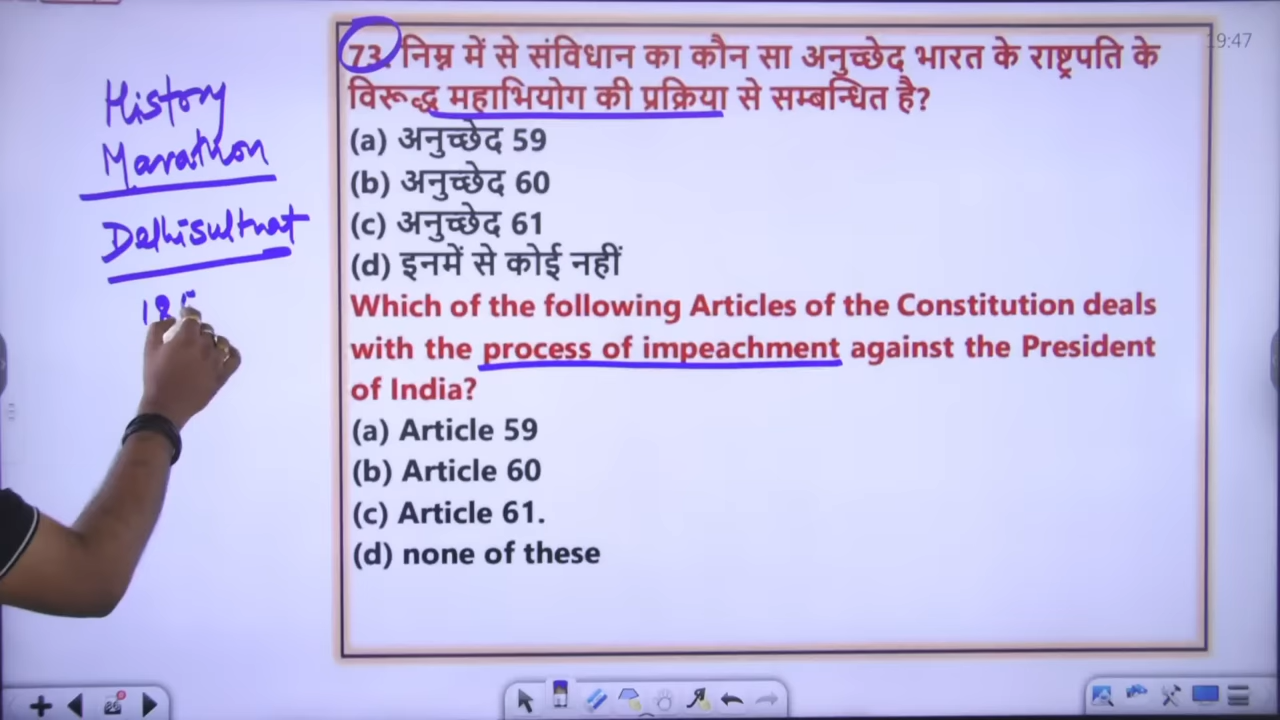 19:47
History
Marathon
Delhisultnat
185
73. निम्न में से संविधान का कौन सा अनुच्छेद भारत के राष्ट्रपति के
विरूद्ध महाभियोग की प्रक्रिया से सम्बन्धित है?
(a) अनुच्छेद 59
(b) अनुच्छेद 60
(c) अनुच्छेद 61
(d) इनमें से कोई नहीं
Which of the following Articles of the Constitution deals
with the process of impeachment against the President
of India?
(a) Article 59
(b) Article 60
(c) Article 61.
(d) none of these